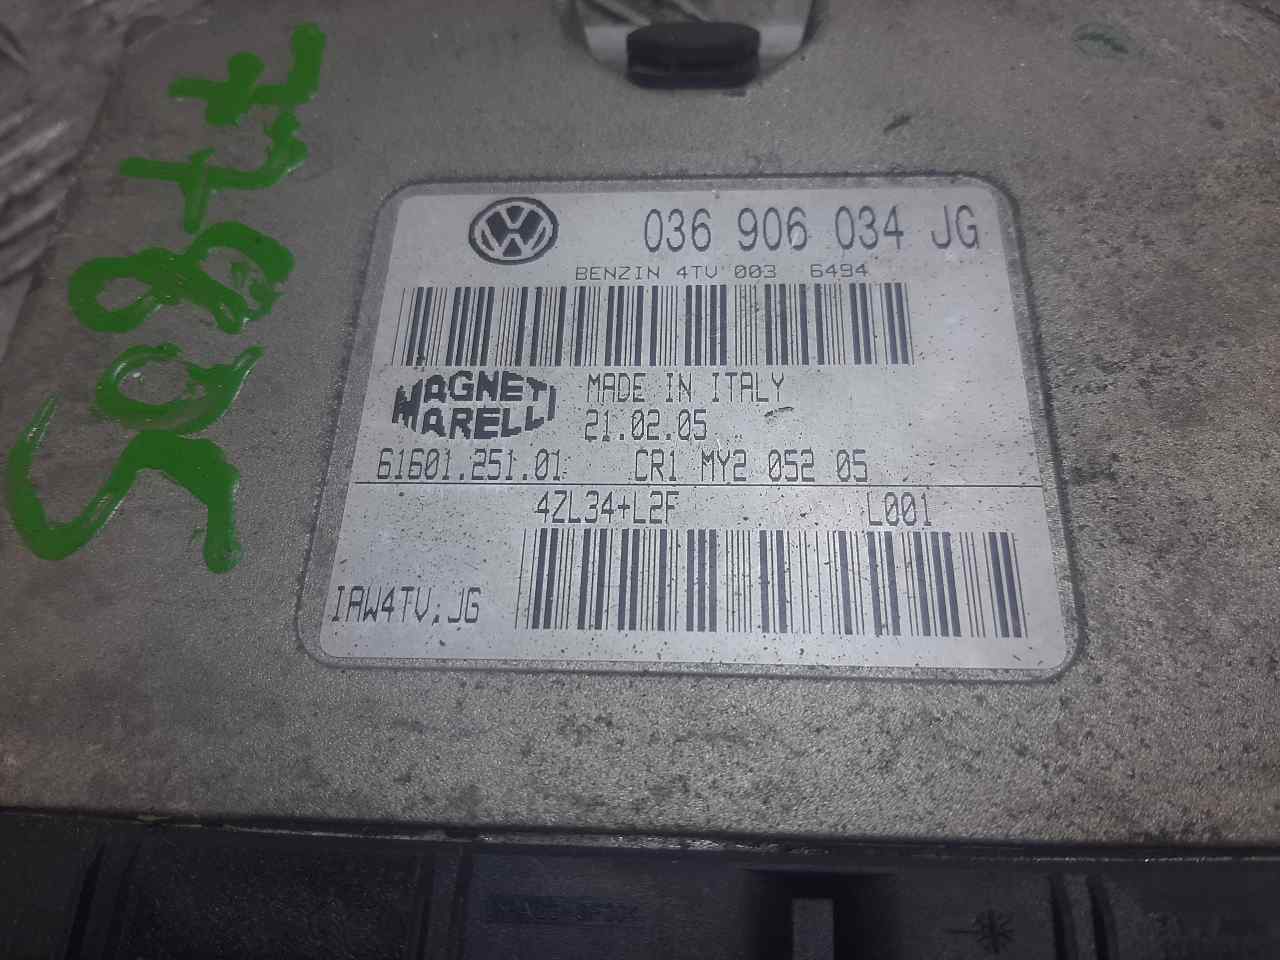 036 906 034 JG
BENZIN 4TV 003 6494
MAGNETI
MARELLI
MADE IN ITALY
21.02.05
61601.251.01 CR1 MY2 052 05
4ZL34+L2F L001
IAW4TV.JG